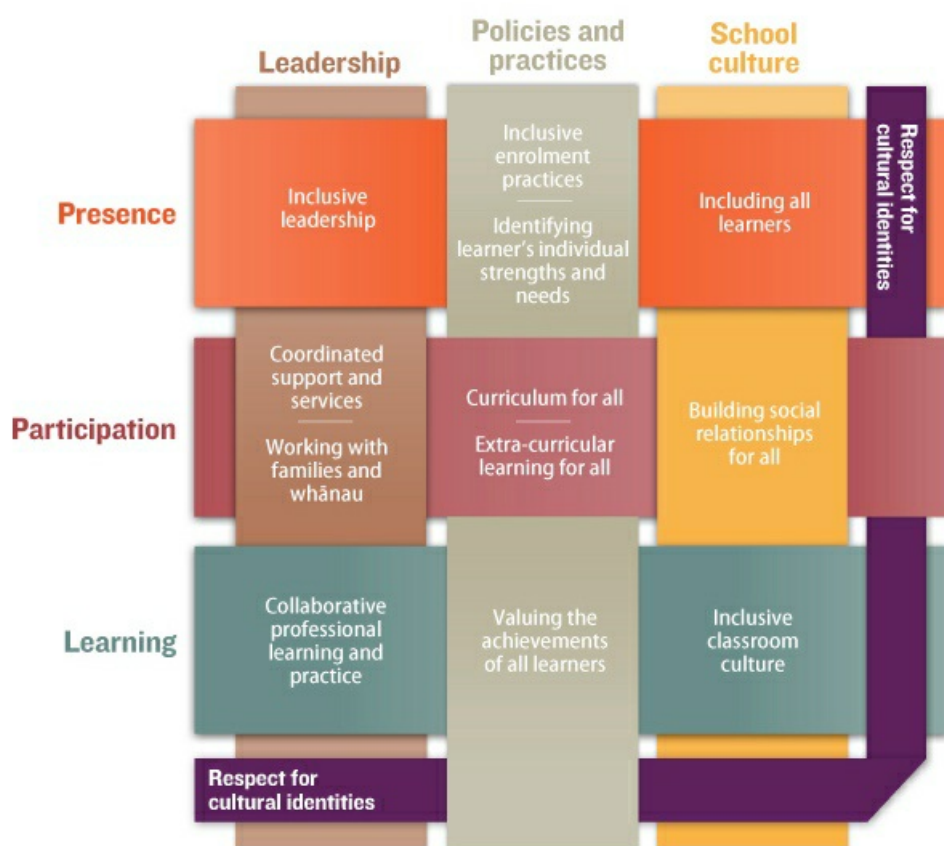 Leadership
Policies and
practices
School
culture
Respect for
cultural identities
Presence
Inclusive
leadership
Inclusive
enrolment
practices
Identifying
learner's individual
strengths and
needs
Including all
learners
Participation
Coordinated
support and
services
Working with
families and
whānau
Curriculum for all
Extra-curricular
learning for all
Building social
relationships
for all
Learning
Collaborative
professional
learning and
practice
Valuing the
achievements
of all learners
Inclusive
classroom
culture
Respect for
cultural identities